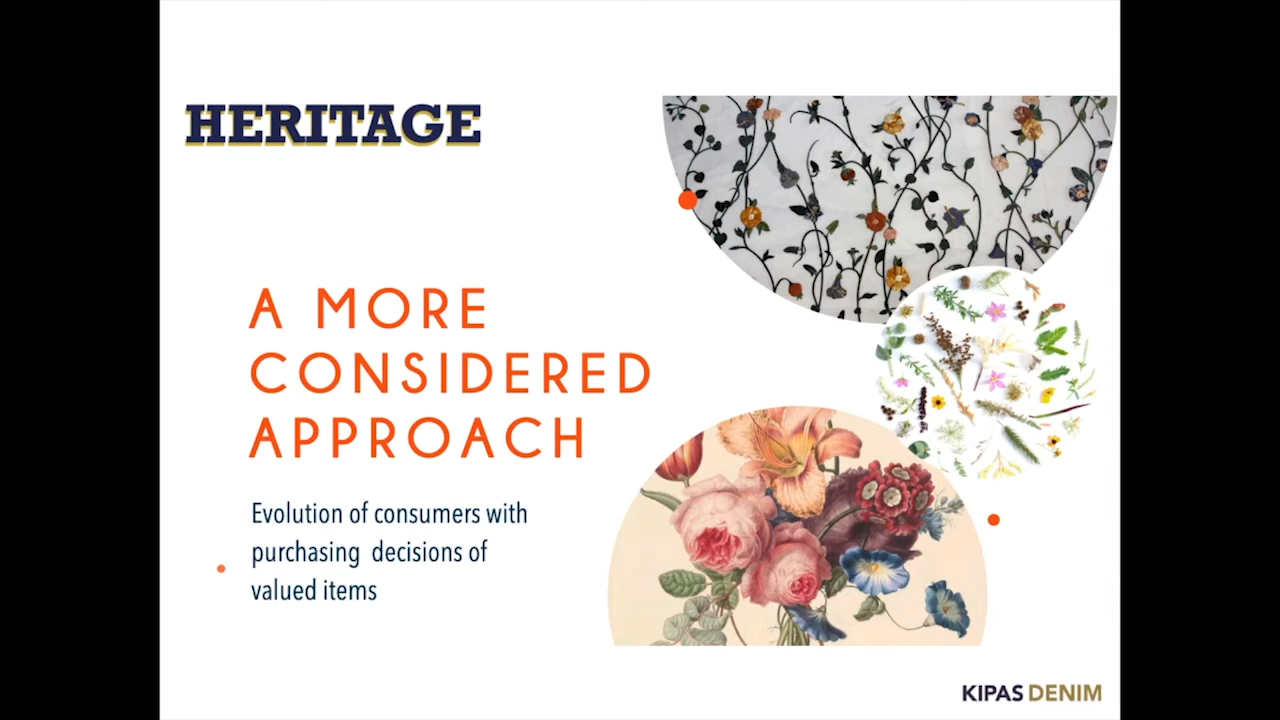 HERITAGE
A MORE
CONSIDERED
APPROACH
Evolution of consumers with
purchasing decisions of
valued items
KIPAS DENIM